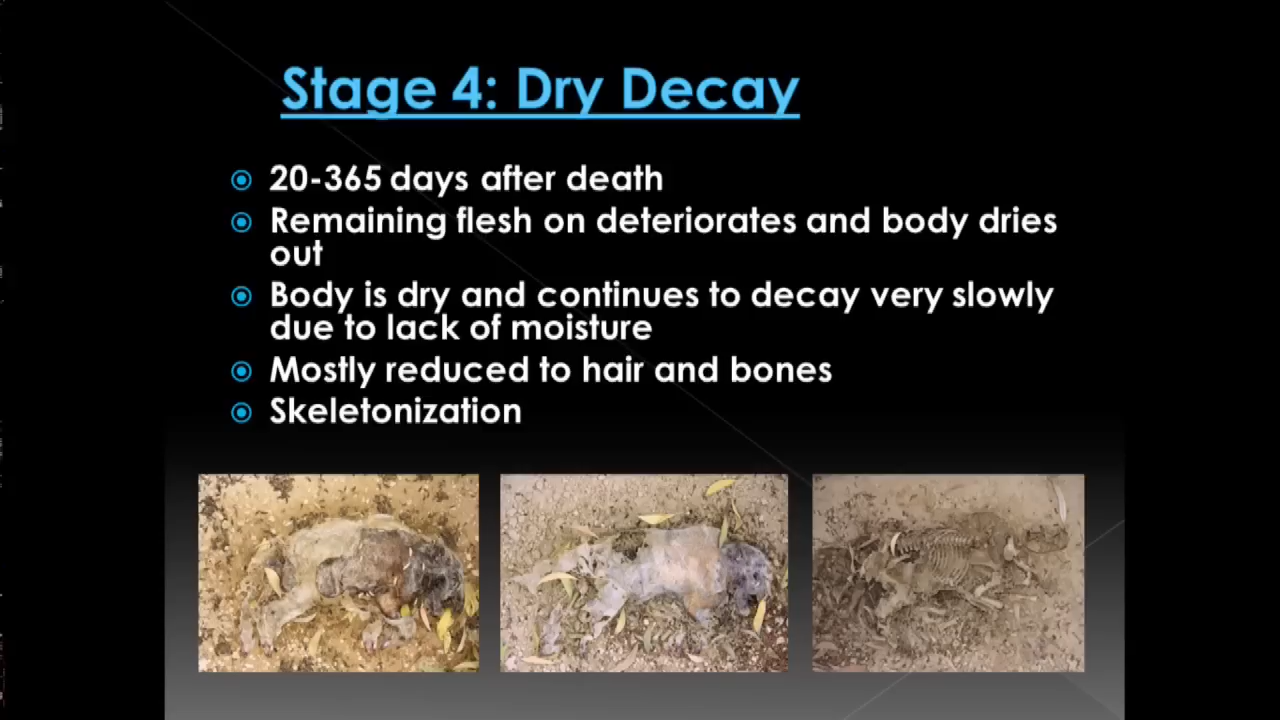 Stage 4: Dry Decay
20-365 days after death
Remaining flesh on deteriorates and body dries
out
Body is dry and continues to decay very slowly
due to lack of moisture
Mostly reduced to hair and bones
Skeletonization